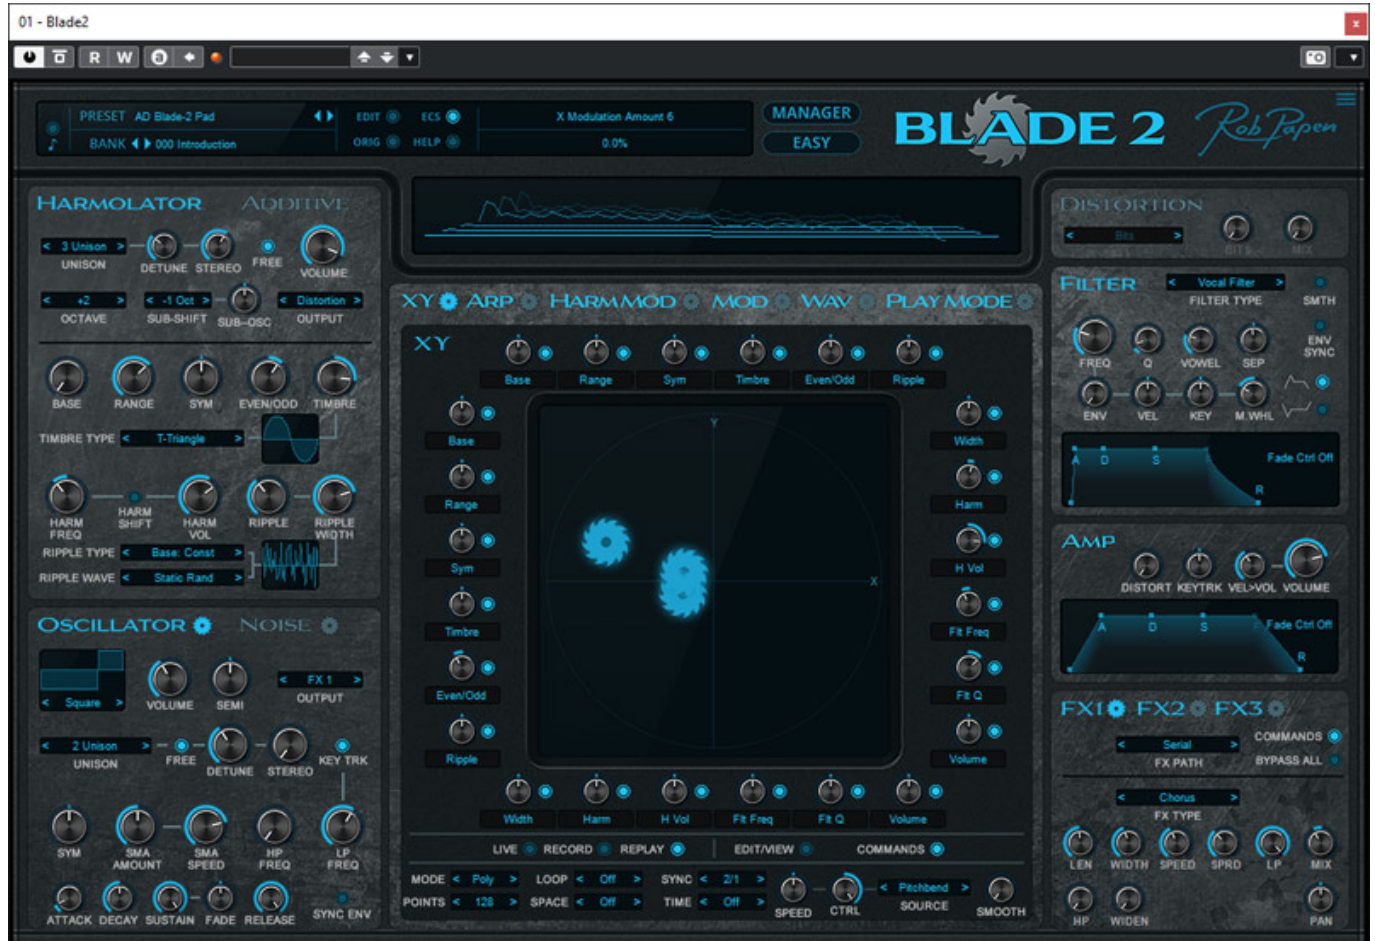 01 - Blade2
R W
PRESET AD Blade-2 Pad
BANK 000 Introduction
EDIT ECS
ORIG HELP
X Modulation Amount 6
0.0%
MANAGER
EASY
BLADE 2
Rob Papen
HARMOLATOR ADDITIVE
< 3 Unison >
UNISON DETUNE STEREO FREE VOLUME
< +2 > < -1 Oct > < Distortion >
OCTAVE SUB-SHIFT SUB-OSC OUTPUT
BASE RANGE SYM EVEN/ODD TIMBRE
TIMBRE TYPE < T-Triangle >
HARM FREQ HARM SHIFT HARM VOL RIPPLE RIPPLE WIDTH
RIPPLE TYPE < Base: Const >
RIPPLE WAVE < Static Rand >
OSCILLATOR NOISE
< Square > VOLUME SEMI < FX 1 > OUTPUT
< 2 Unison >
UNISON FREE DETUNE STEREO KEY TRK
SYM SMA AMOUNT SMA SPEED HP FREQ LP FREQ
ATTACK DECAY SUSTAIN FADE RELEASE SYNC ENV
XY ARP HARM MOD MOD WAV PLAY MODE
XY
Base Range Sym Timbre Even/Odd Ripple
Y
X
Base
Range
Sym
Timbre
Even/Odd
Ripple
Width
Harm
H Vol
Flt Freq
Flt Q
Volume
Width Harm H Vol Flt Freq Flt Q Volume
LIVE RECORD REPLAY EDIT/VIEW COMMANDS
MODE < Poly > LOOP < Off > SYNC < 2/1 >
POINTS < 128 > SPACE < Off > TIME < Off >
SPEED CTRL < Pitchbend > SOURCE SMOOTH
DISTORTION
< Bits > BITS MIX
FILTER < Vocal Filter >
FILTER TYPE SMTH
FREQ Q VOWEL SEP ENV SYNC
ENV VEL KEY M.WHL
A D S F R Fade Ctrl Off
AMP
DISTORT KEYTRK VEL>VOL VOLUME
A D S F R Fade Ctrl Off
FX1 FX2 FX3
< Serial > COMMANDS
FX PATH BYPASS ALL
< Chorus >
FX TYPE
LEN WIDTH SPEED SPRD LP MIX
HP WIDEN PAN